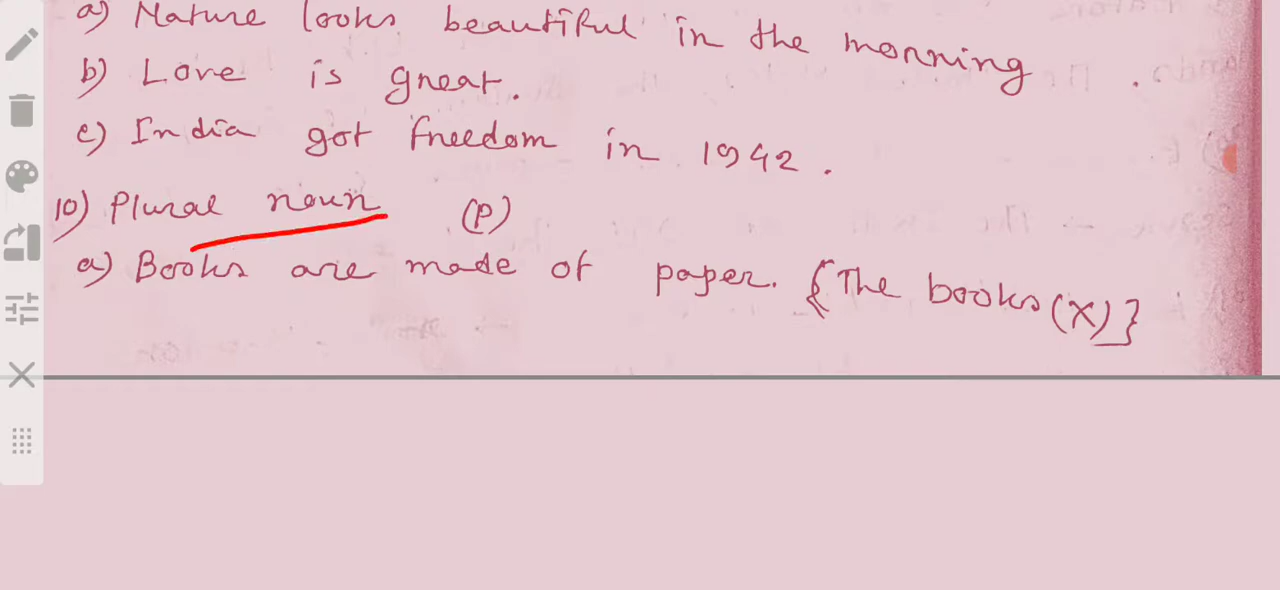 a) Nature looks beautiful in the morning.
b) Love is great.
c) India got freedom in 1942.
10) Plural noun (P)
a) Books are made of paper. {The books (X)}